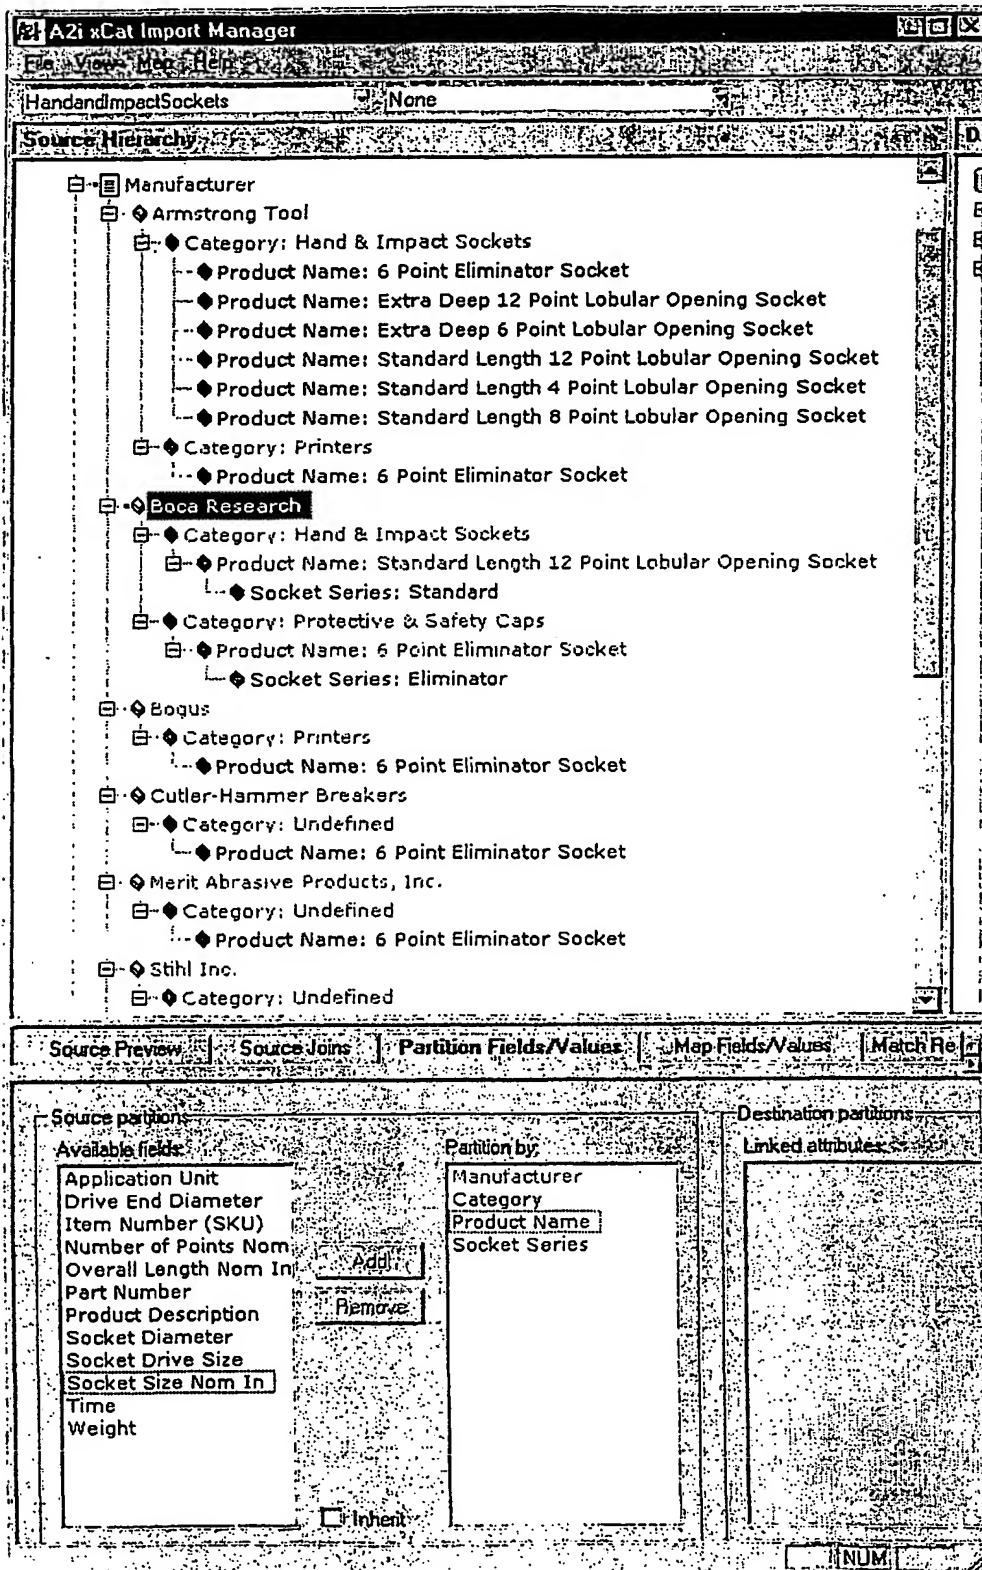 A2i xCat Import Manager
File View Map Help
HandandImpactSockets None
Source Hierarchy D
Manufacturer
Armstrong Tool
Category: Hand & Impact Sockets
Product Name: 6 Point Eliminator Socket
Product Name: Extra Deep 12 Point Lobular Opening Socket
Product Name: Extra Deep 6 Point Lobular Opening Socket
Product Name: Standard Length 12 Point Lobular Opening Socket
Product Name: Standard Length 4 Point Lobular Opening Socket
Product Name: Standard Length 8 Point Lobular Opening Socket
Category: Printers
Product Name: 6 Point Eliminator Socket
Boca Research
Category: Hand & Impact Sockets
Product Name: Standard Length 12 Point Lobular Opening Socket
Socket Series: Standard
Category: Protective & Safety Caps
Product Name: 6 Point Eliminator Socket
Socket Series: Eliminator
Bogus
Category: Printers
Product Name: 6 Point Eliminator Socket
Cutler-Hammer Breakers
Category: Undefined
Product Name: 6 Point Eliminator Socket
Merit Abrasive Products, Inc.
Category: Undefined
Product Name: 6 Point Eliminator Socket
Stihl Inc.
Category: Undefined
Source Preview Source Joins Partition Fields/Values Map Fields/Values Match Re
Source partitions Destination partitions
Available fields: Partition by: Linked attributes:
Application Unit Manufacturer
Drive End Diameter Category
Item Number (SKU) Product Name
Number of Points Nom Socket Series
Overall Length Nom In Add
Part Number
Product Description Remove
Socket Diameter
Socket Drive Size
Socket Size Nom In
Time
Weight
Inherit
NUM